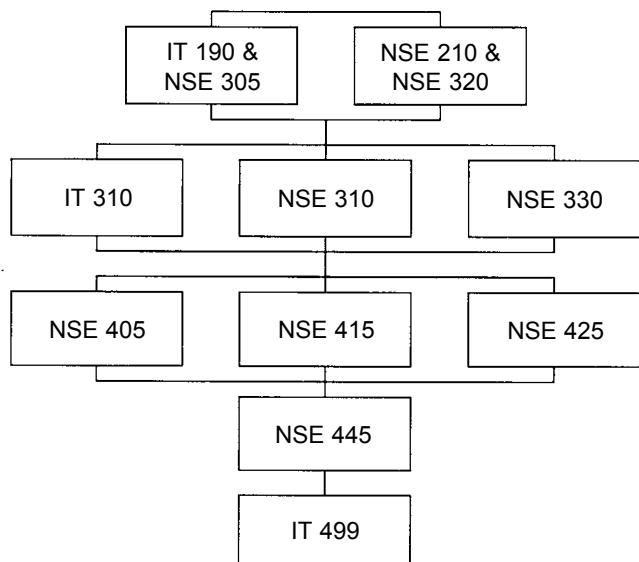 IT 190 &
NSE 305
NSE 210 &
NSE 320
IT 310
NSE 310
NSE 330
NSE 405
NSE 415
NSE 425
NSE 445
IT 499